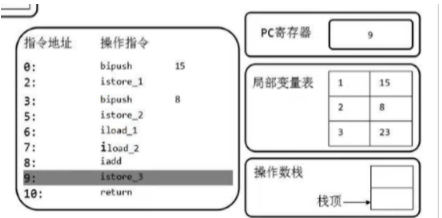 指令地址 操作指令
0: bipush 15
2: istore_1
3: bipush 8
5: istore_2
6: iload_1
7: iload_2
8: iadd
9: istore_3
10: return
PC寄存器 9
局部变量表
1 15
2 8
3 23
操作数栈
栈顶